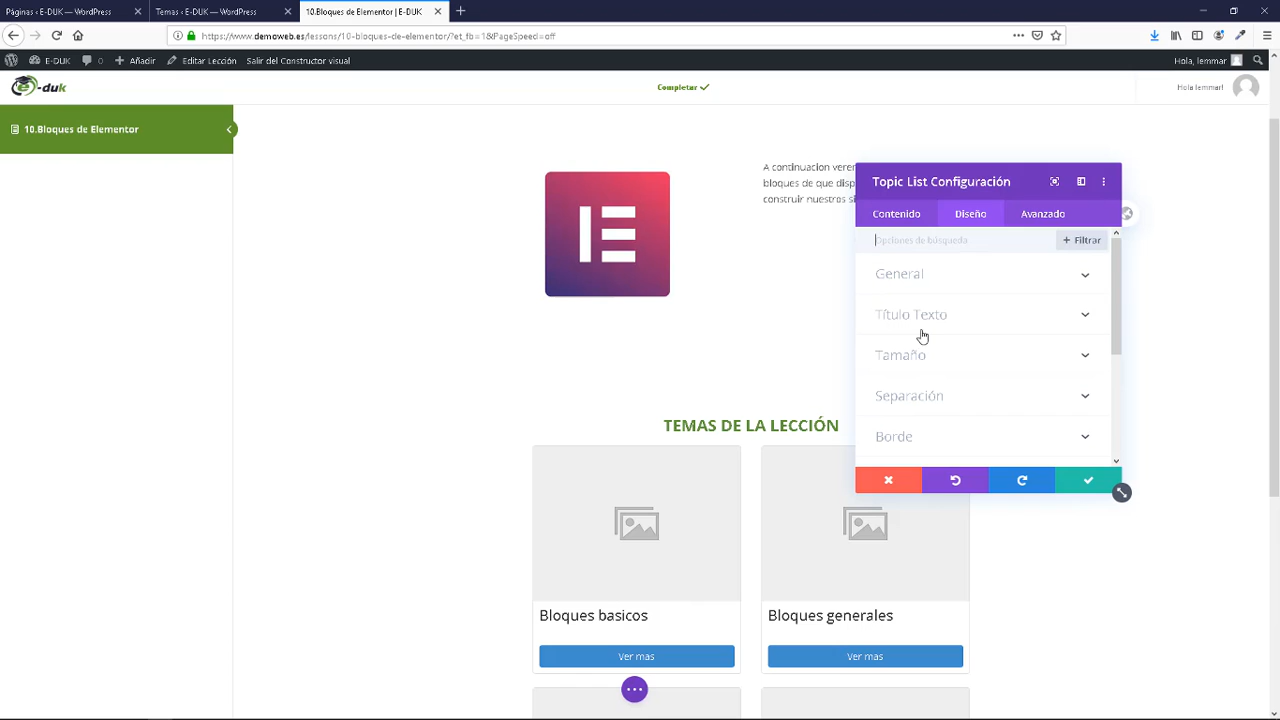 Páginas ‹ E-DUK — WordPress
Temas ‹ E-DUK — WordPress
10.Bloques de Elementor | E-DUK
https://www.demoweb.es/lessons/10-bloques-de-elementor/?et_fb=1&PageSpeed=off
E-DUK
0
Añadir
Editar Lección
Salir del Constructor visual
Hola, lemmar
e-duk
Completar
Hola lemmar!
10.Bloques de Elementor
A continuacion veren
bloques de que disp
construir nuestros si
Topic List Configuración
Contenido
Diseño
Avanzado
Opciones de búsqueda
+ Filtrar
General
Título Texto
Tamaño
Separación
Borde
TEMAS DE LA LECCIÓN
Bloques basicos
Bloques generales
Ver mas
Ver mas